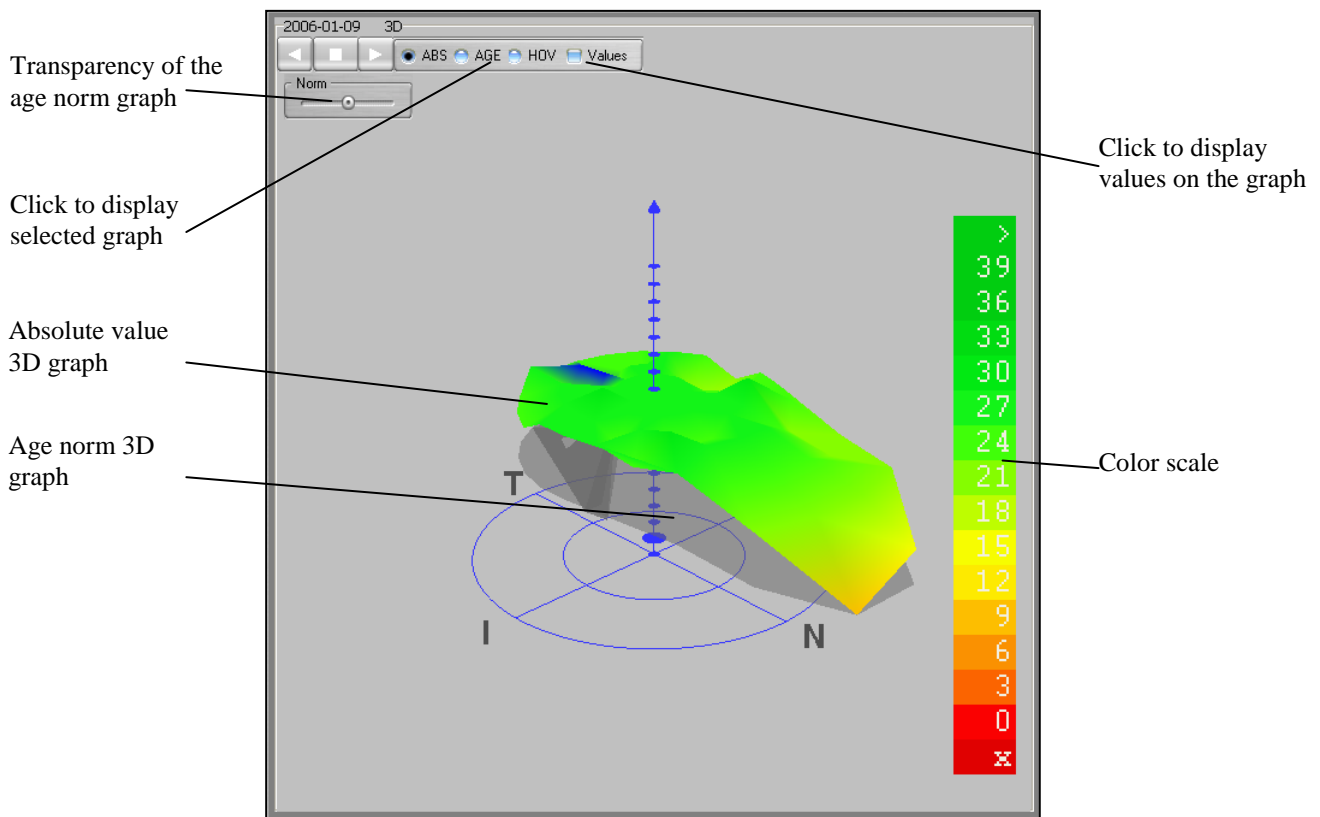 2006-01-09 3D
ABS AGE HOV Values
Norm
Transparency of the
age norm graph
Click to display
selected graph
Absolute value
3D graph
Age norm 3D
graph
T
I
N
Click to display
values on the graph
Color scale
>
39
36
33
30
27
24
21
18
15
12
9
6
3
0
x